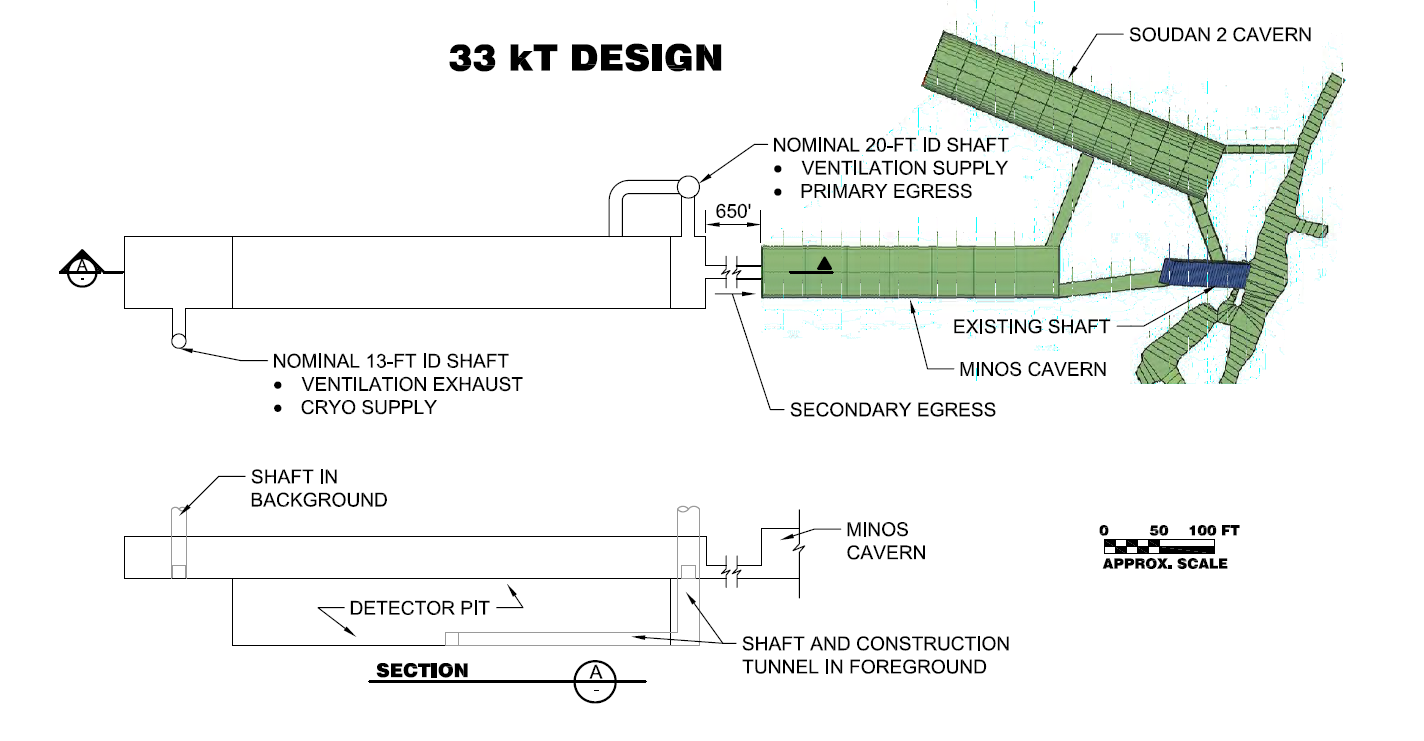 33 kT DESIGN
SOUDAN 2 CAVERN
NOMINAL 20-FT ID SHAFT
• VENTILATION SUPPLY
• PRIMARY EGRESS
650'
A
-
EXISTING SHAFT
MINOS CAVERN
NOMINAL 13-FT ID SHAFT
• VENTILATION EXHAUST
• CRYO SUPPLY
SECONDARY EGRESS
SHAFT IN
BACKGROUND
MINOS
CAVERN
0 50 100 FT
APPROX. SCALE
DETECTOR PIT
SHAFT AND CONSTRUCTION
TUNNEL IN FOREGROUND
SECTION
A
-